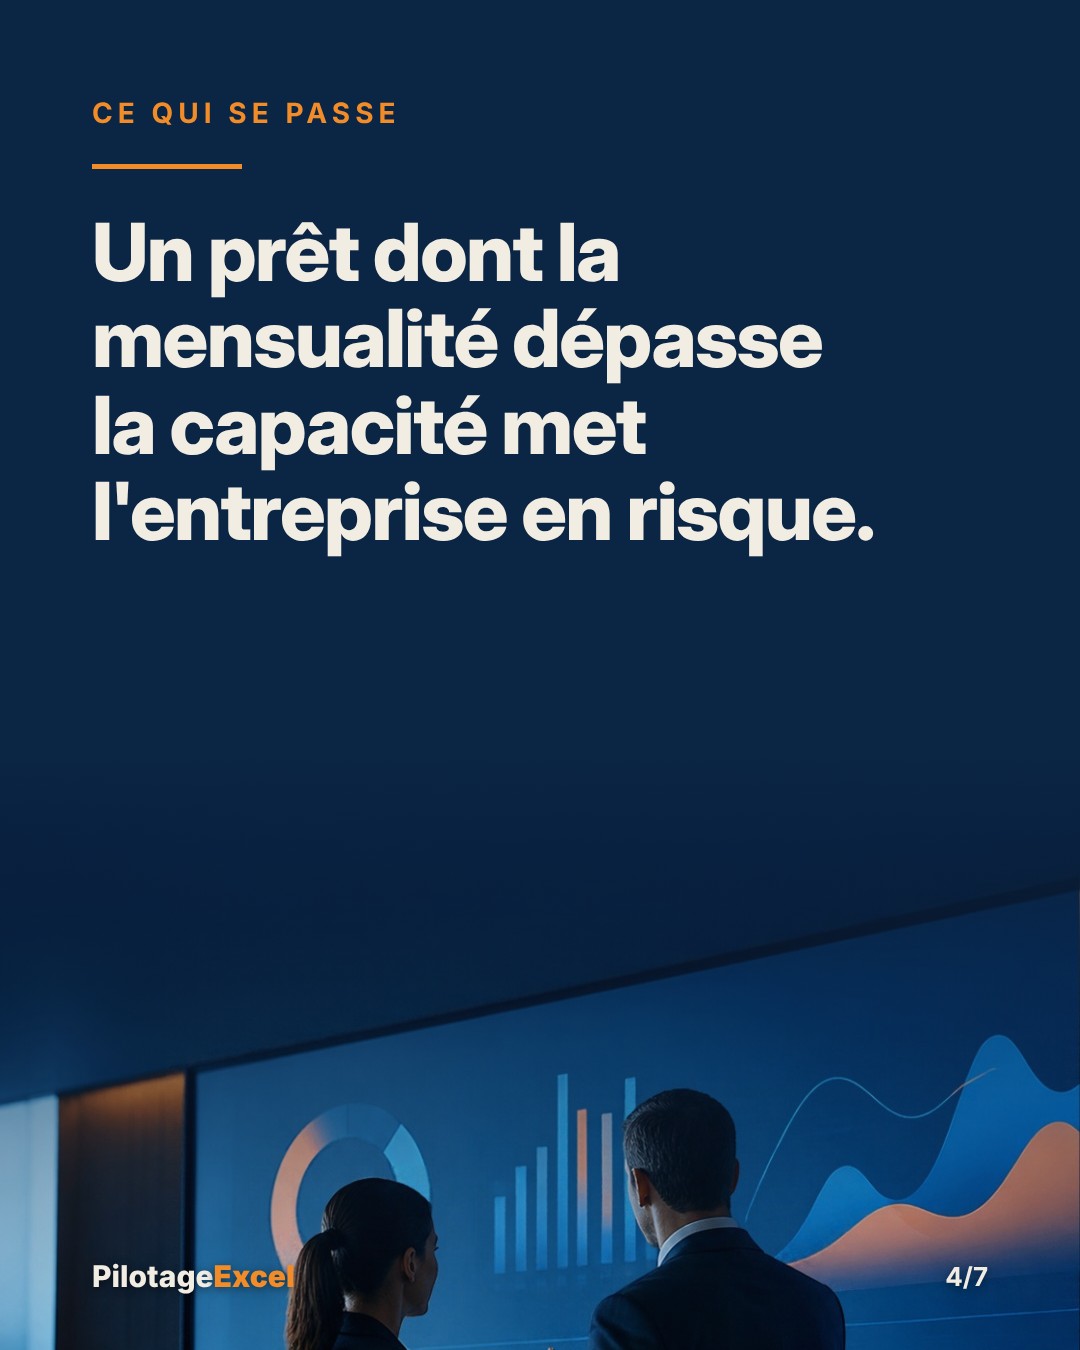 CE QUI SE PASSE
Un prêt dont la
mensualité dépasse
la capacité met
l'entreprise en risque.
PilotageExcel
4/7